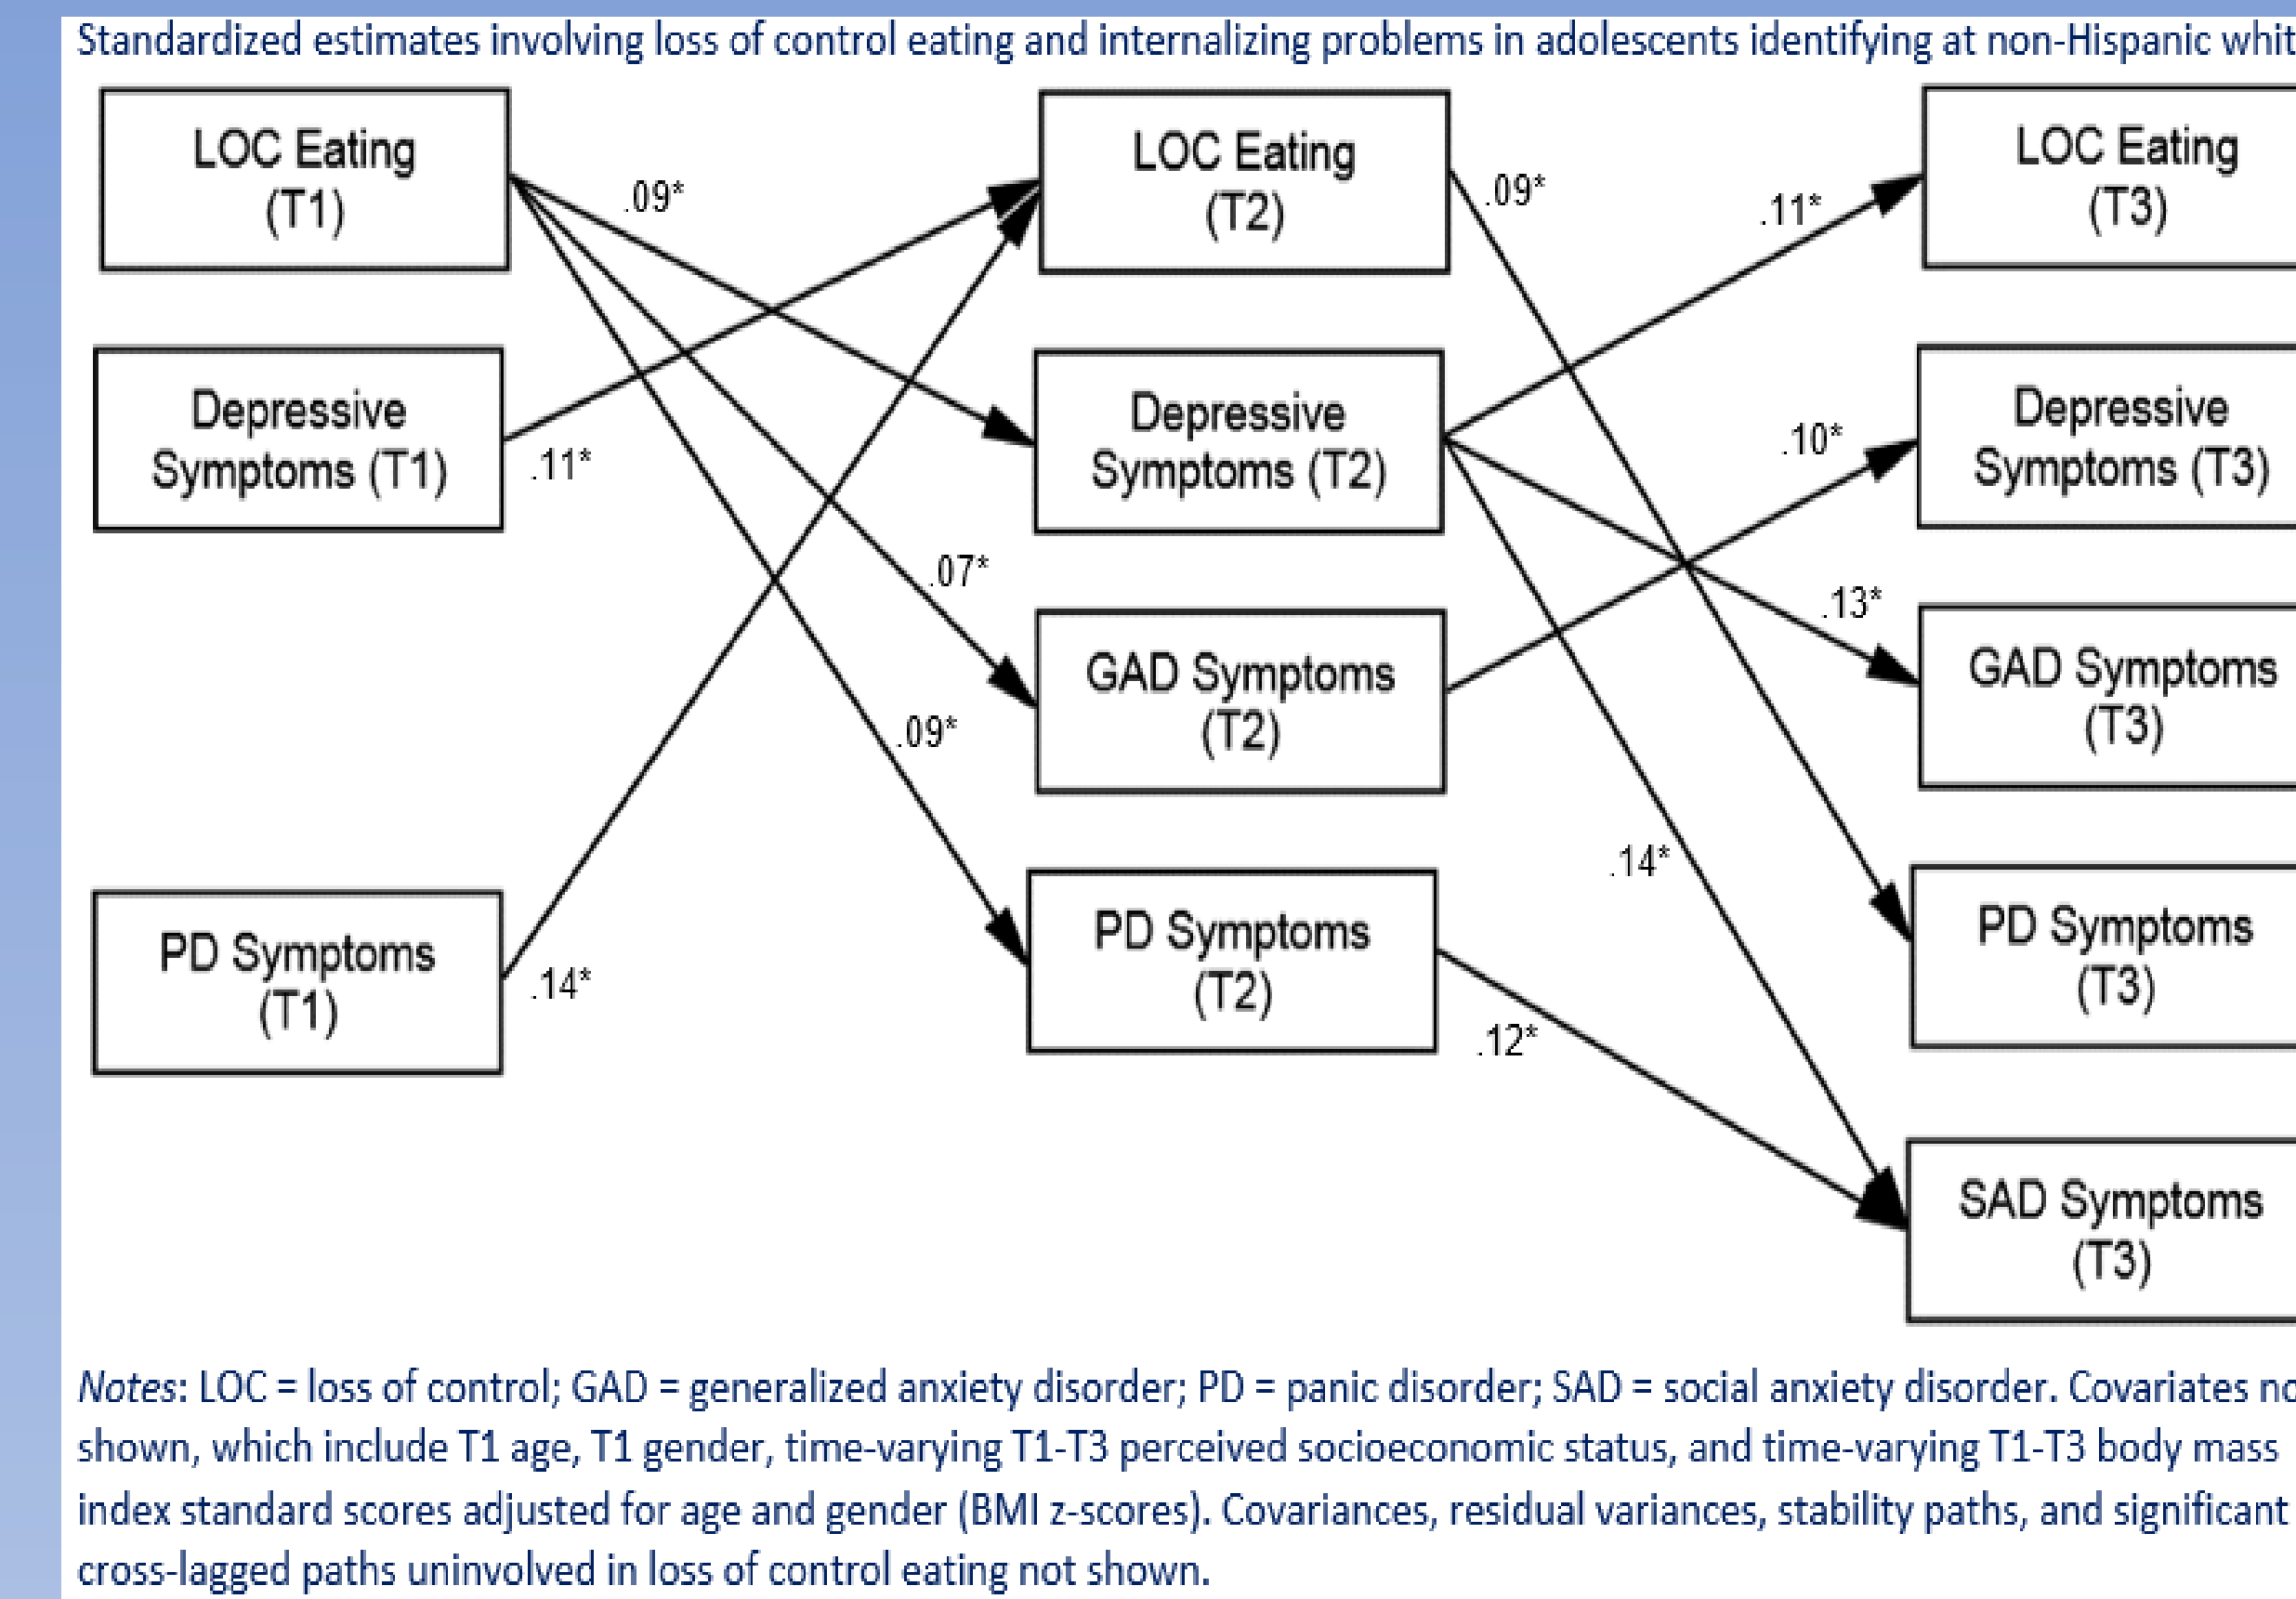 Standardized estimates involving loss of control eating and internalizing problems in adolescents identifying at non-Hispanic whit
LOC Eating
(T1)
LOC Eating
(T2)
LOC Eating
(T3)
.09*
.09*
.11*
Depressive
Symptoms (T1)
Depressive
Symptoms (T2)
Depressive
Symptoms (T3)
.11*
.10*
.07*
.13*
GAD Symptoms
(T2)
GAD Symptoms
(T3)
.09*
.14*
PD Symptoms
(T1)
PD Symptoms
(T2)
PD Symptoms
(T3)
.14*
.12*
SAD Symptoms
(T3)
Notes: LOC = loss of control; GAD = generalized anxiety disorder; PD = panic disorder; SAD = social anxiety disorder. Covariates no
shown, which include T1 age, T1 gender, time-varying T1-T3 perceived socioeconomic status, and time-varying T1-T3 body mass
index standard scores adjusted for age and gender (BMI z-scores). Covariances, residual variances, stability paths, and significant
cross-lagged paths uninvolved in loss of control eating not shown.